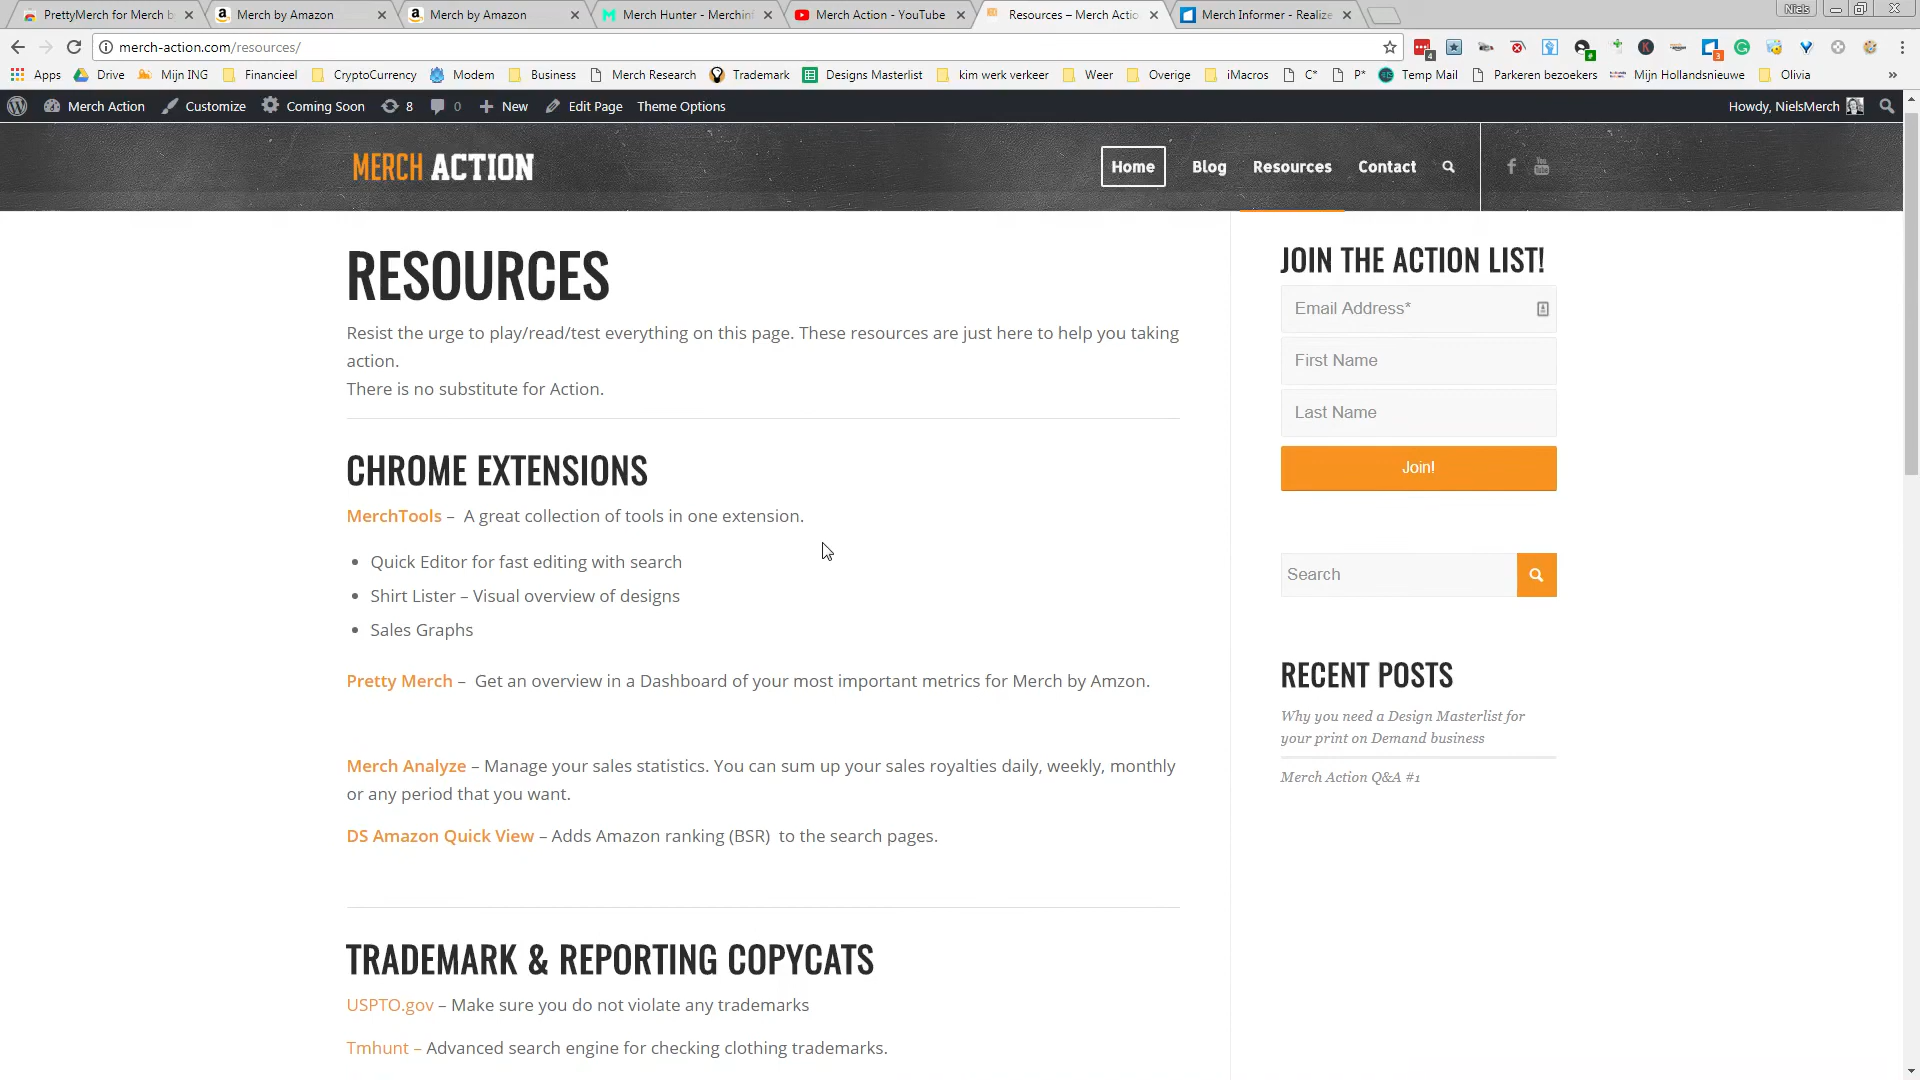 PrettyMerch for Merch b
Merch by Amazon
Merch by Amazon
Merch Hunter - Merchinf
Merch Action - YouTube
Resources – Merch Actio
Merch Informer - Realize
Niels
merch-action.com/resources/
Apps
Drive
Mijn ING
Financieel
CryptoCurrency
Modem
Business
Merch Research
Trademark
Designs Masterlist
kim werk verkeer
Weer
Overige
iMacros
C*
P*
Temp Mail
Parkeren bezoekers
Mijn Hollandsnieuwe
Olivia
»
Merch Action
Customize
Coming Soon
8
0
New
Edit Page
Theme Options
Howdy, NielsMerch
MERCH ACTION
Home
Blog
Resources
Contact
RESOURCES
Resist the urge to play/read/test everything on this page. These resources are just here to help you taking
action.
There is no substitute for Action.
CHROME EXTENSIONS
MerchTools – A great collection of tools in one extension.
• Quick Editor for fast editing with search
• Shirt Lister – Visual overview of designs
• Sales Graphs
Pretty Merch – Get an overview in a Dashboard of your most important metrics for Merch by Amzon.
Merch Analyze – Manage your sales statistics. You can sum up your sales royalties daily, weekly, monthly
or any period that you want.
DS Amazon Quick View – Adds Amazon ranking (BSR) to the search pages.
TRADEMARK & REPORTING COPYCATS
USPTO.gov – Make sure you do not violate any trademarks
Tmhunt – Advanced search engine for checking clothing trademarks.
JOIN THE ACTION LIST!
Email Address*
First Name
Last Name
Join!
Search
RECENT POSTS
Why you need a Design Masterlist for
your print on Demand business
Merch Action Q&A #1